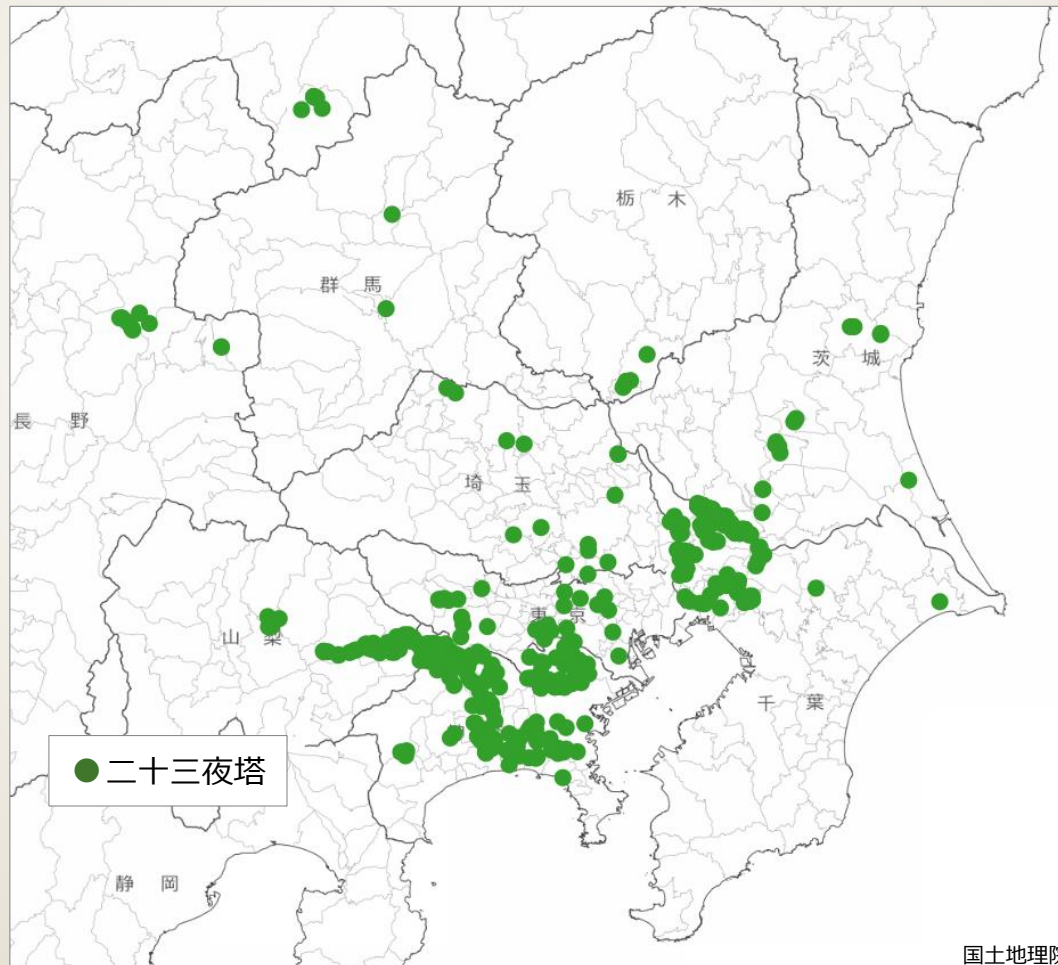 栃 木
群 馬
茨 城
長 野
埼 玉
東 京
山 梨
千 葉
二十三夜塔
静 岡
国土地理院